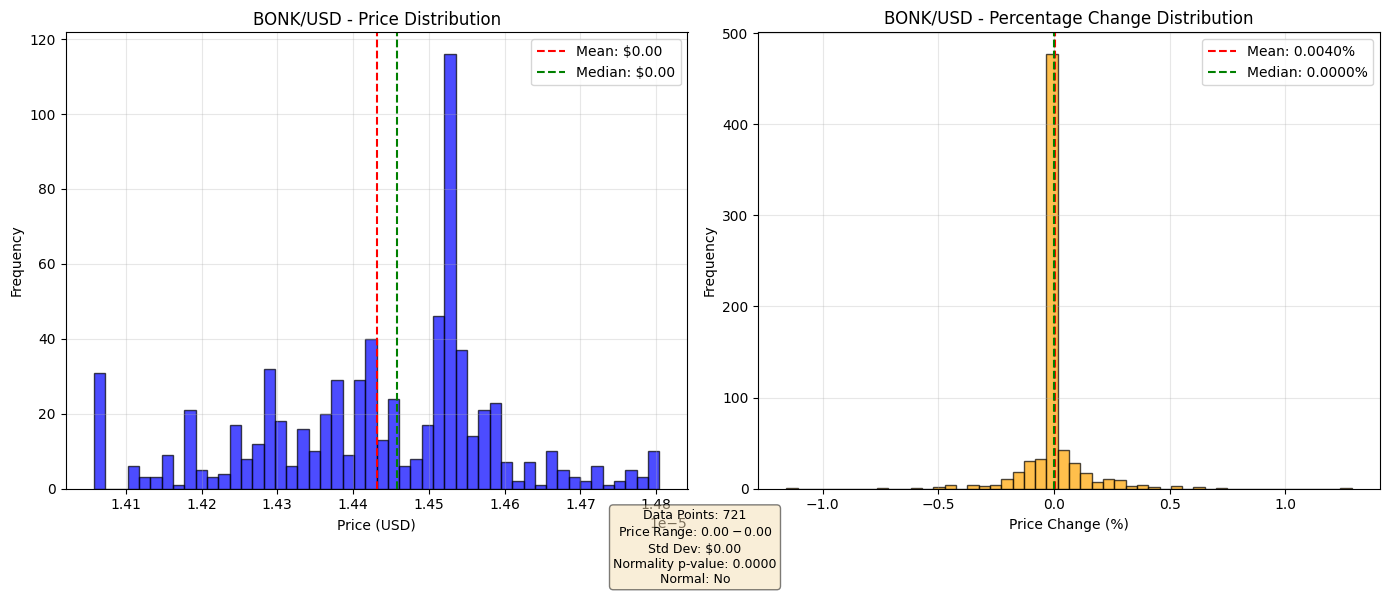 BONK/USD - Price Distribution
Mean: $0.00
Median: $0.00
120
100
80
60
40
20
0
Frequency
1.41 1.42 1.43 1.44 1.45 1.46 1.47 1.48
1e−5
Price (USD)
BONK/USD - Percentage Change Distribution
Mean: 0.0040%
Median: 0.0000%
500
400
300
200
100
0
Frequency
−1.0 −0.5 0.0 0.5 1.0
Price Change (%)
Data Points: 721
Price Range: 0.00 − 0.00
Std Dev: $0.00
Normality p-value: 0.0000
Normal: No